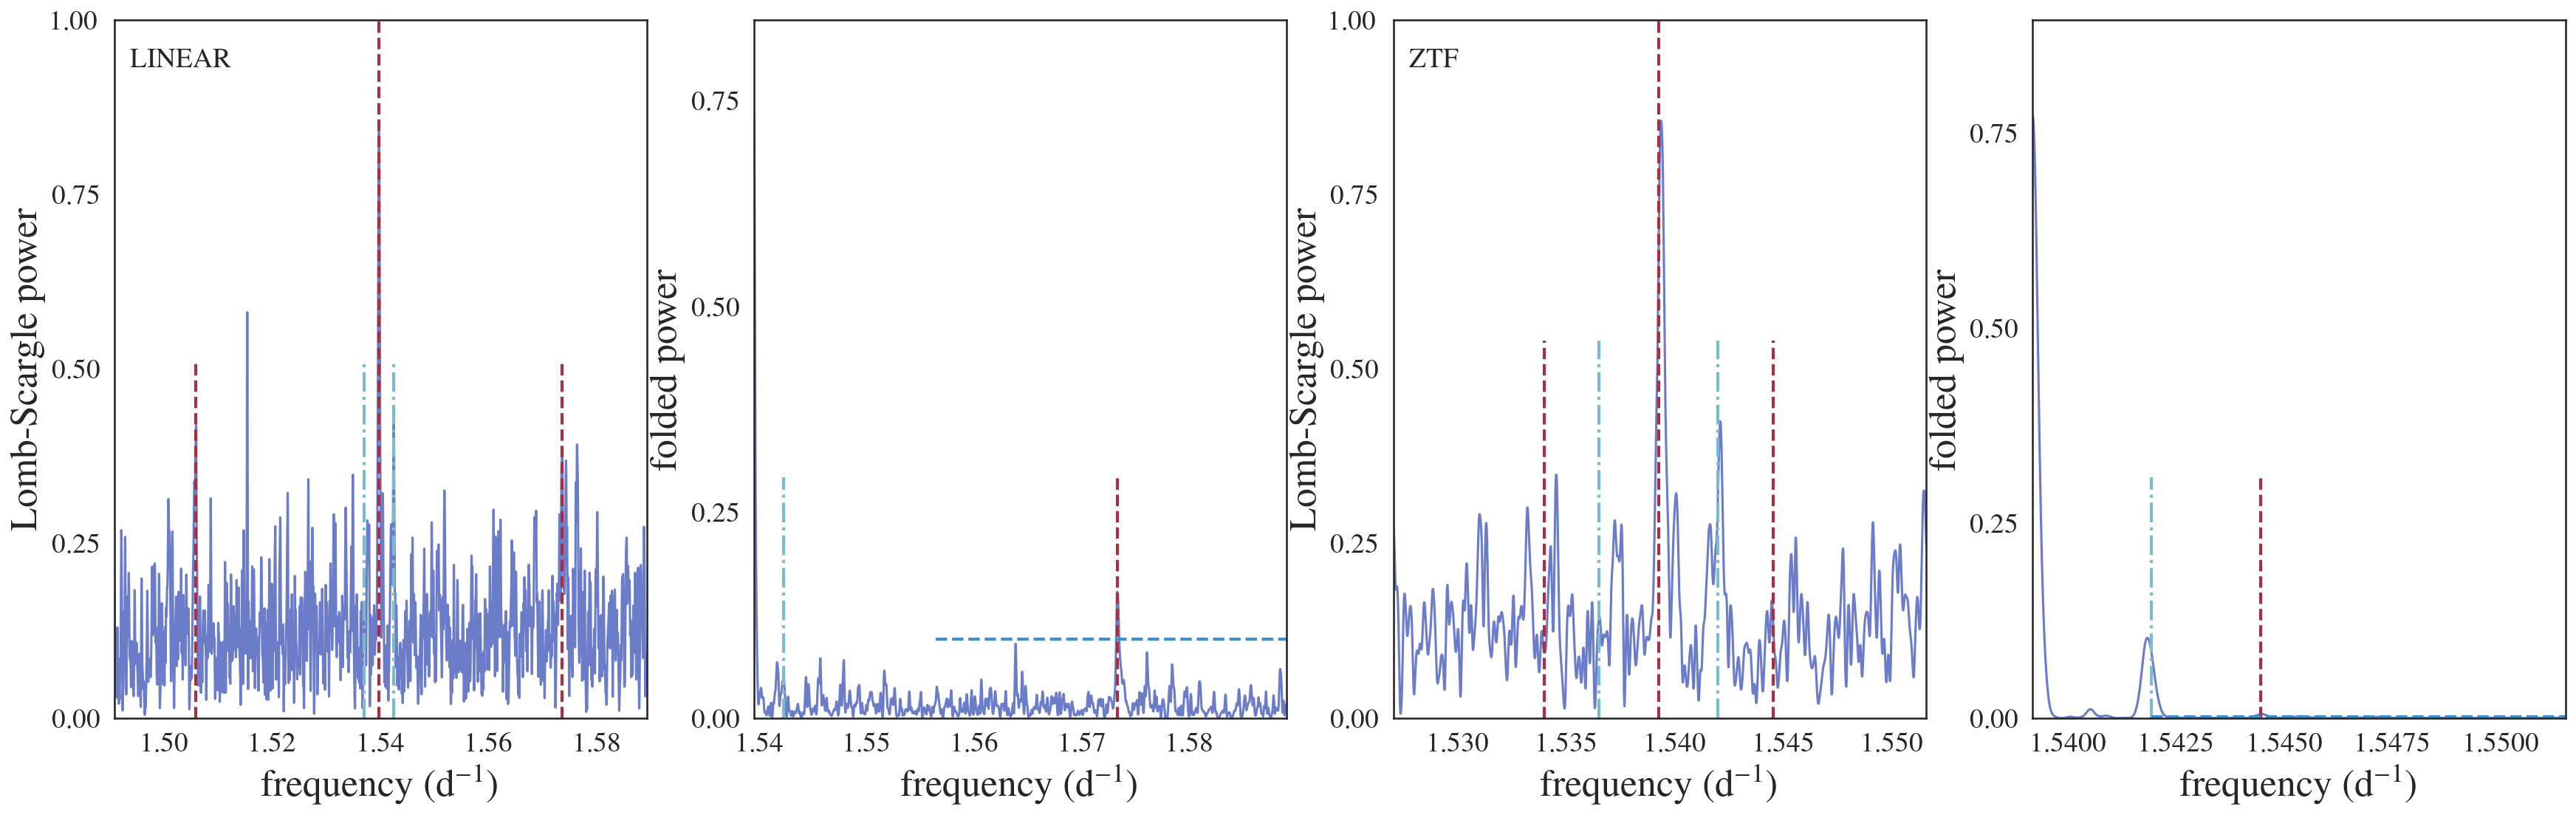 LINEAR
Lomb-Scargle power
1.00
0.75
0.50
0.25
0.00
1.50 1.52 1.54 1.56 1.58
frequency (d⁻¹)
folded power
0.75
0.50
0.25
0.00
1.54 1.55 1.56 1.57 1.58
frequency (d⁻¹)
ZTF
Lomb-Scargle power
1.00
0.75
0.50
0.25
0.00
1.530 1.535 1.540 1.545 1.550
frequency (d⁻¹)
folded power
0.75
0.50
0.25
0.00
1.5400 1.5425 1.5450 1.5475 1.5500
frequency (d⁻¹)